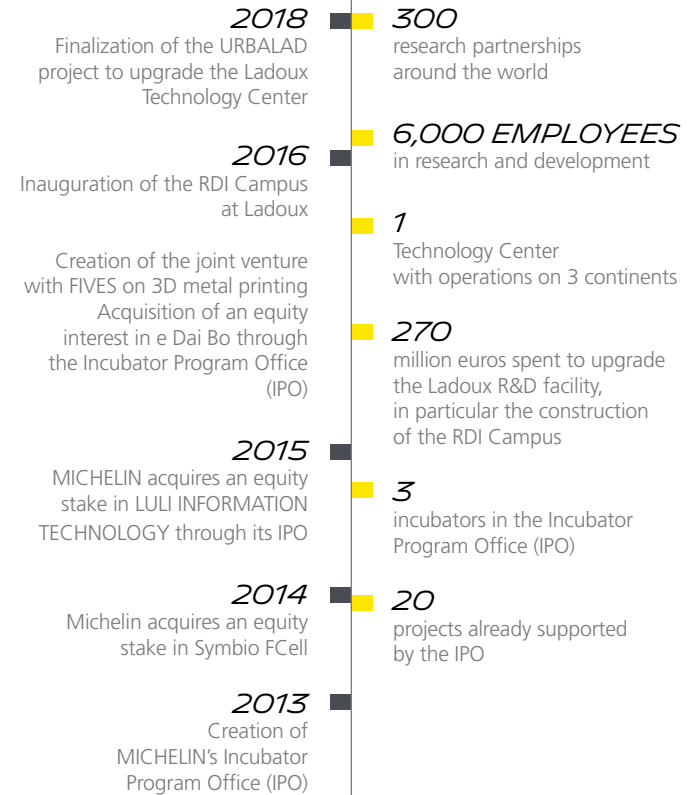 2018
Finalization of the URBALAD
project to upgrade the Ladoux
Technology Center
2016
Inauguration of the RDI Campus
at Ladoux
Creation of the joint venture
with FIVES on 3D metal printing
Acquisition of an equity
interest in e Dai Bo through
the Incubator Program Office
(IPO)
2015
MICHELIN acquires an equity
stake in LULI INFORMATION
TECHNOLOGY through its IPO
2014
Michelin acquires an equity
stake in Symbio FCell
2013
Creation of
MICHELIN's Incubator
Program Office (IPO)
300
research partnerships
around the world
6,000 EMPLOYEES
in research and development
1
Technology Center
with operations on 3 continents
270
million euros spent to upgrade
the Ladoux R&D facility,
in particular the construction
of the RDI Campus
3
incubators in the Incubator
Program Office (IPO)
20
projects already supported
by the IPO